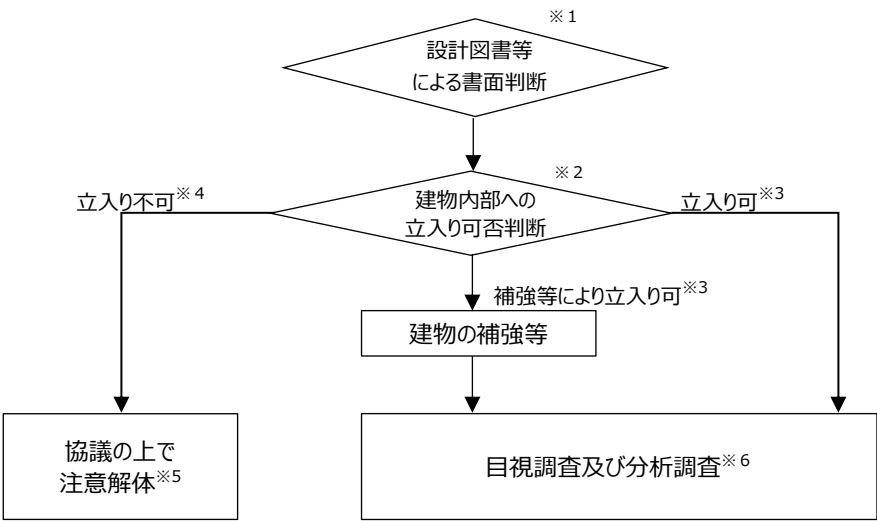 ※１
設計図書等
による書面判断
※２
立入り不可※４
建物内部への
立入り可否判断
立入り可※3
補強等により立入り可※3
建物の補強等
協議の上で
注意解体※5
目視調査及び分析調査※６